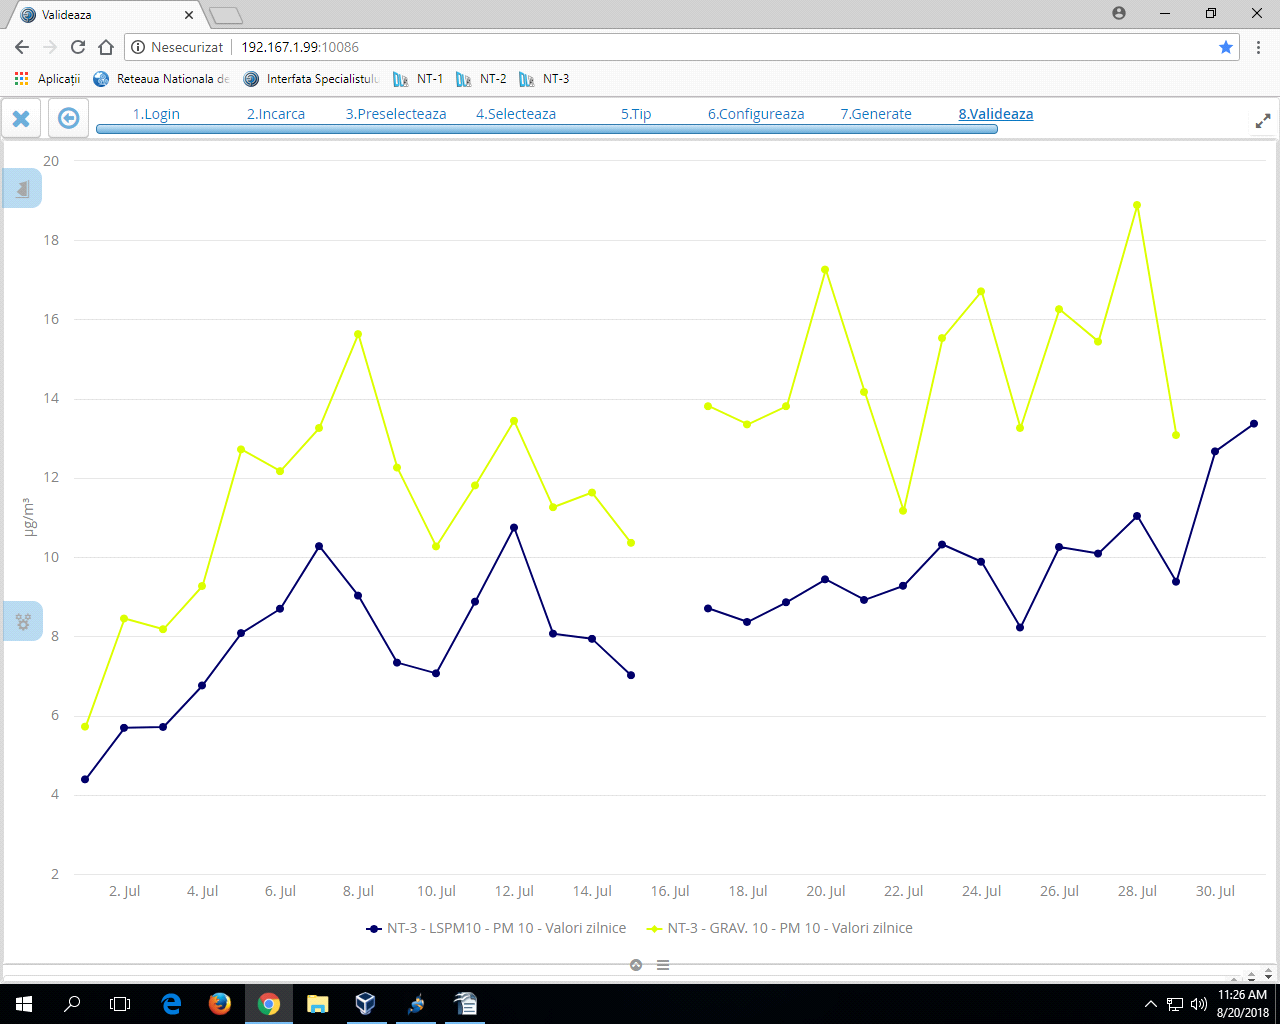 Valideaza
Nesecurizat 192.167.1.99:10086
Aplicații Reteaua Nationala de Interfata Specialistului NT-1 NT-2 NT-3
1.Login 2.Incarca 3.Preselecteaza 4.Selecteaza 5.Tip 6.Configureaza 7.Generate 8.Valideaza
20
18
16
14
12
µg/m³
10
8
6
4
2
2. Jul 4. Jul 6. Jul 8. Jul 10. Jul 12. Jul 14. Jul 16. Jul 18. Jul 20. Jul 22. Jul 24. Jul 26. Jul 28. Jul 30. Jul
NT-3 - LSPM10 - PM 10 - Valori zilnice NT-3 - GRAV. 10 - PM 10 - Valori zilnice
11:26 AM
8/20/2018